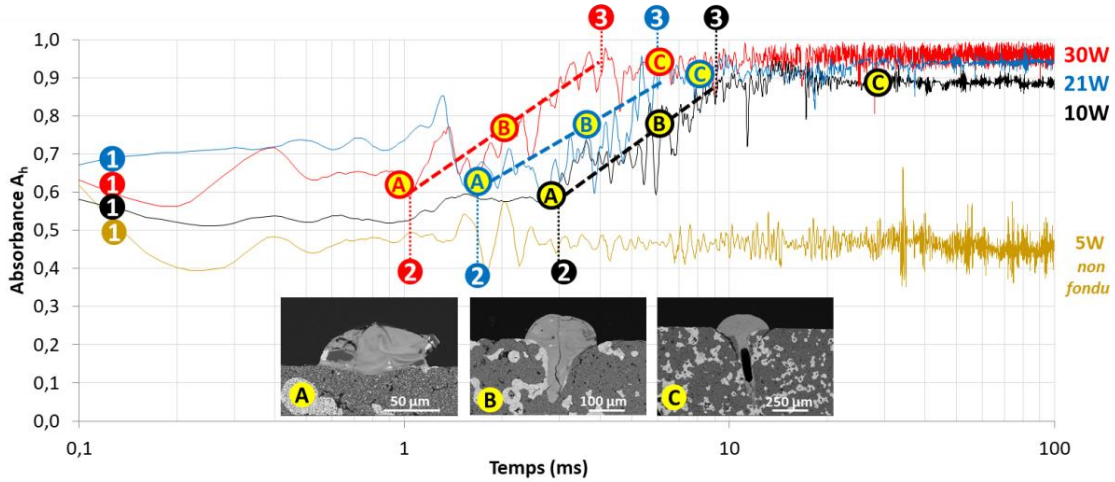 3 3 3
1,0
0,9
0,8
0,7
0,6
0,5
0,4
0,3
0,2
0,1
0,0
Absorbance Aₕ
1
1
1
1
A B C
A B C
A B C
2 2 2
30W
21W
10W
5W
non
fondu
A 50 µm
B 100 µm
C 250 µm
0,1 1 10 100
Temps (ms)